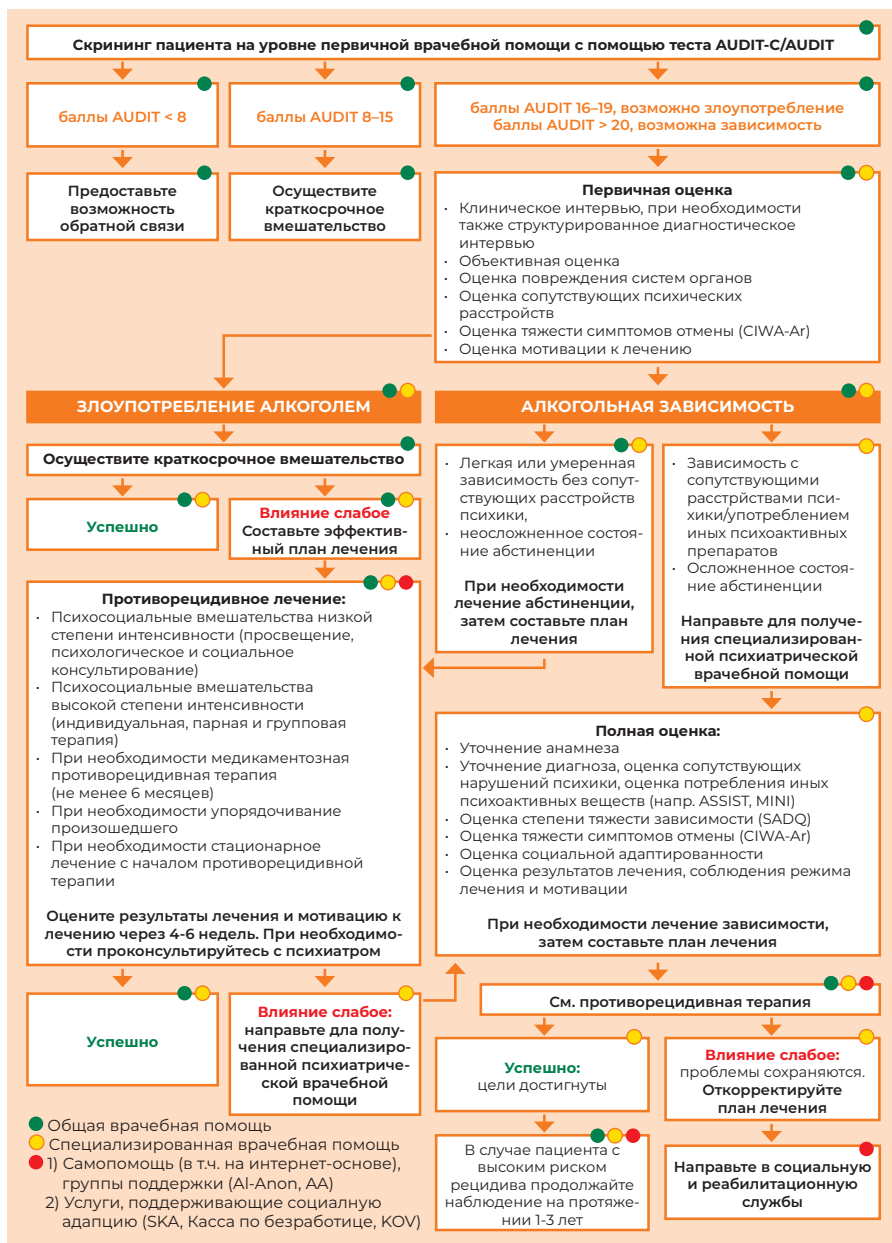 Скрининг пациента на уровне первичной врачебной помощи с помощью теста AUDIT-C/AUDIT
баллы AUDIT < 8
баллы AUDIT 8–15
баллы AUDIT 16–19, возможно злоупотребление
баллы AUDIT > 20, возможна зависимость
Предоставьте
возможность
обратной связи
Осуществите
краткосрочное
вмешательство
Первичная оценка
· Клиническое интервью, при необходимости
также структурированное диагностическое
интервью
· Объективная оценка
· Оценка повреждения систем органов
· Оценка сопутствующих психических
расстройств
· Оценка тяжести симптомов отмены (CIWA-Ar)
· Оценка мотивации к лечению
ЗЛОУПОТРЕБЛЕНИЕ АЛКОГОЛЕМ
Осуществите краткосрочное вмешательство
Успешно
Влияние слабое
Составьте эффектив-
ный план лечения
Противорецидивное лечение:
· Психосоциальные вмешательства низкой
степени интенсивности (просвещение,
психологическое и социальное
консультирование)
· Психосоциальные вмешательства
высокой степени интенсивности
(индивидуальная, парная и групповая
терапия)
· При необходимости медикаментозная
противорецидивная терапия
(не менее 6 месяцев)
· При необходимости упорядочивание
произошедшего
· При необходимости стационарное
лечение с началом противорецидивной
терапии
Оцените результаты лечения и мотивацию к
лечению через 4-6 недель. При необходимо-
сти проконсультируйтесь с психиатром
Успешно
Влияние слабое:
направьте дла полу-
чения специализиро-
ванной психиатриче-
ской врачебной
помощи
АЛКОГОЛЬНАЯ ЗАВИСИМОСТЬ
· Легкая или умеренная
зависимость без сопут-
ствующих расстройств
психики,
· неосложненное состоя-
ние абстиненции
При необходимости
лечение абстиненции,
затем составьте план
лечения
· Зависимость с
сопутствующими
расстрйствами пси-
хики/употреблением
иных психоактивных
препаратов
· Осложненное состоя-
ние абстиненции
Направьте для получе-
ния специализирован-
ной психиатрической
врачебной помощи
Полная оценка:
· Уточнение анамнеза
· Уточнение диагноза, оценка сопутствующих
нарушений психики, оценка потребления иных
психоактивных веществ (напр. ASSIST, MINI)
· Оценка степени тяжести зависимости (SADQ)
· Оценка тяжести симптомов отмены (CIWA-Ar)
· Оценка социальной адаптированности
· Оценка результатов лечения, соблюдения режима
лечения и мотивации
При необходимости лечение зависимости,
затем составьте план лечения
См. противорецидивная терапия
Успешно:
цели достигнуты
Влияние слабое:
проблемы сохраняются.
Откорректируйте
план лечения
В случае пациента с
высоким риском
рецидива продолжайте
наблюдение на протяже-
нии 1-3 лет
Направьте в социальную
и реабилитационную
службы
Общая врачебная помощь
Специализированная врачебная помощь
1) Самопомощь (в т.ч. на интернет-основе),
группы поддержки (Al-Anon, AA)
2) Услуги, поддерживающие социалную
адапцию (SKA, Касса по безработице, KOV)